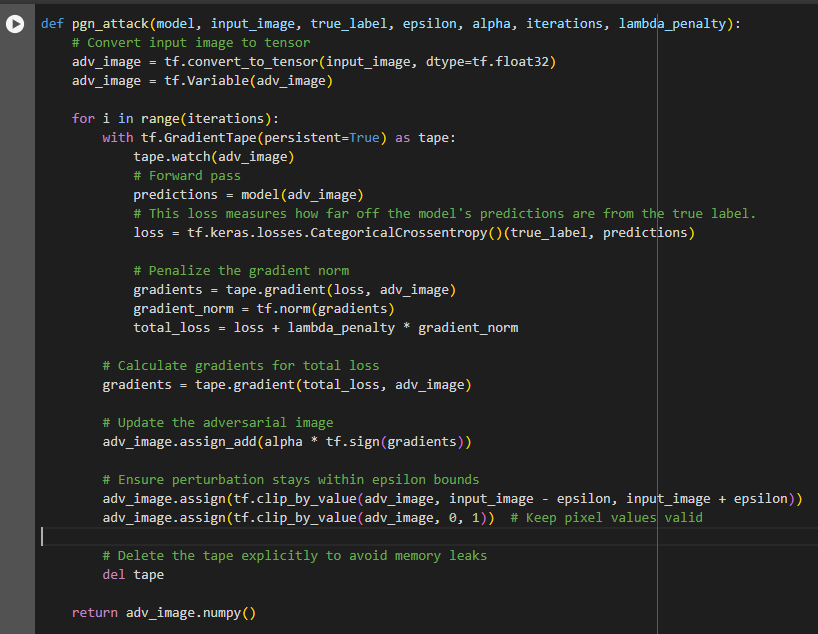 def pgn_attack(model, input_image, true_label, epsilon, alpha, iterations, lambda_penalty):
    # Convert input image to tensor
    adv_image = tf.convert_to_tensor(input_image, dtype=tf.float32)
    adv_image = tf.Variable(adv_image)

    for i in range(iterations):
        with tf.GradientTape(persistent=True) as tape:
            tape.watch(adv_image)
            # Forward pass
            predictions = model(adv_image)
            # This loss measures how far off the model's predictions are from the true label.
            loss = tf.keras.losses.CategoricalCrossentropy()(true_label, predictions)

            # Penalize the gradient norm
            gradients = tape.gradient(loss, adv_image)
            gradient_norm = tf.norm(gradients)
            total_loss = loss + lambda_penalty * gradient_norm

        # Calculate gradients for total loss
        gradients = tape.gradient(total_loss, adv_image)

        # Update the adversarial image
        adv_image.assign_add(alpha * tf.sign(gradients))

        # Ensure perturbation stays within epsilon bounds
        adv_image.assign(tf.clip_by_value(adv_image, input_image - epsilon, input_image + epsilon))
        adv_image.assign(tf.clip_by_value(adv_image, 0, 1))  # Keep pixel values valid

        # Delete the tape explicitly to avoid memory leaks
        del tape

    return adv_image.numpy()